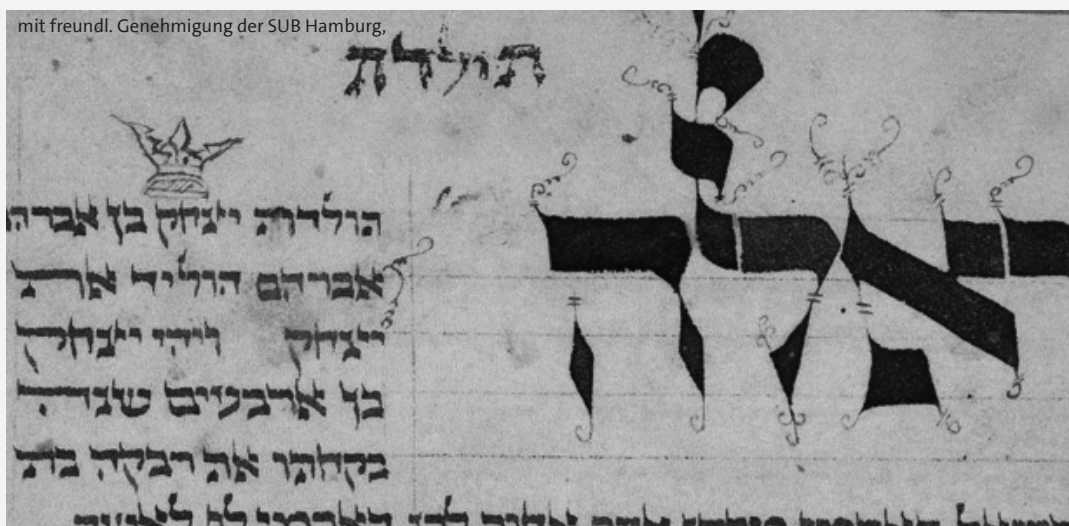 mit freundl. Genehmigung der SUB Hamburg,
תולדת
אלה
תולדת יצחק בן אברה
אברהם הוליד את
יצחק ויהי יצחק
בן ארבעים שנה
בקחתו את רבקה בת